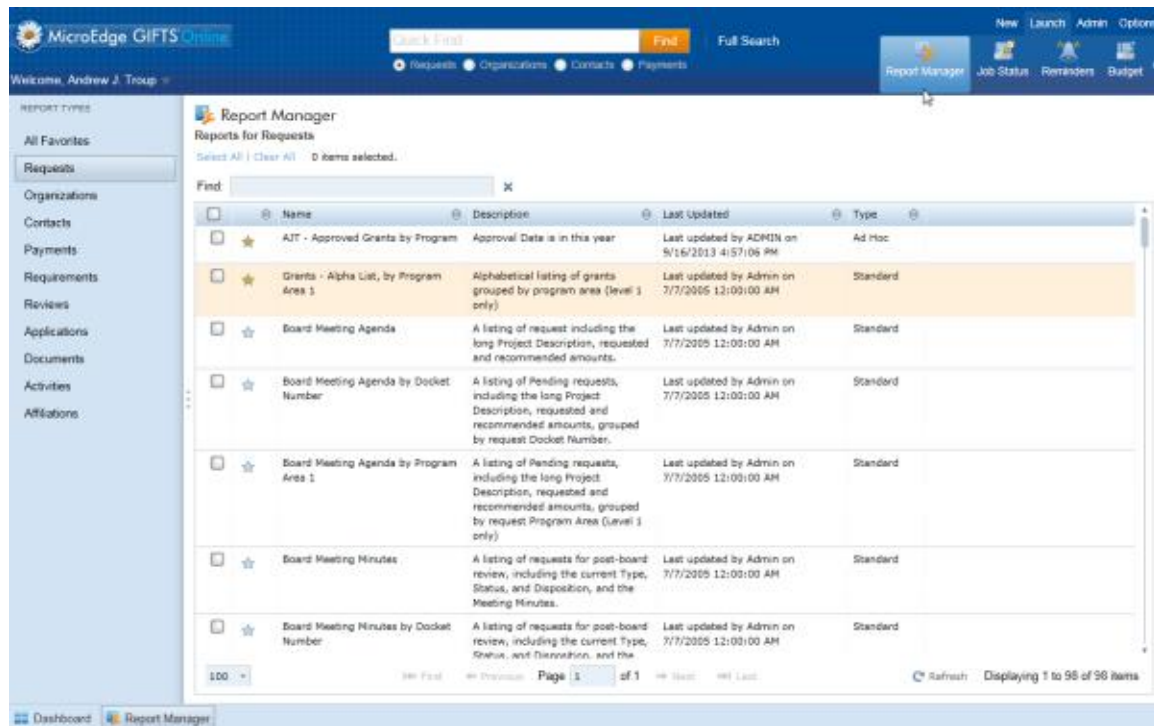 MicroEdge GIFTS Online
Quick Find
Find
Full Search
New Launch Admin Options
Requests Organizations Contacts Payments
Report Manager Job Status Reminders Budget
Welcome, Andrew J. Troup
REPORT TYPES
All Favorites
Requests
Organizations
Contacts
Payments
Requirements
Reviews
Applications
Documents
Activities
Affiliations
Report Manager
Reports for Requests
Select All | Clear All 0 items selected.
Find:
Name Description Last Updated Type
AJT - Approved Grants by Program Approval Date is in this year Last updated by ADMIN on Ad Hoc
9/16/2013 4:57:06 PM
Grants - Alpha List, by Program Alphabetical listing of grants Last updated by Admin on Standard
Area 1 grouped by program area (level 1 7/7/2005 12:00:00 AM
only)
Board Meeting Agenda A listing of request including the Last updated by Admin on Standard
long Project Description, requested 7/7/2005 12:00:00 AM
and recommended amounts.
Board Meeting Agenda by Docket A listing of Pending requests, Last updated by Admin on Standard
Number including the long Project 7/7/2005 12:00:00 AM
Description, requested and
recommended amounts, grouped
by request Docket Number.
Board Meeting Agenda by Program A listing of Pending requests, Last updated by Admin on Standard
Area 1 including the long Project 7/7/2005 12:00:00 AM
Description, requested and
recommended amounts, grouped
by request Program Area (Level 1
only)
Board Meeting Minutes A listing of requests for post-board Last updated by Admin on Standard
review, including the current Type, 7/7/2005 12:00:00 AM
Status, and Disposition, and the
Meeting Minutes.
Board Meeting Minutes by Docket A listing of requests for post-board Last updated by Admin on Standard
Number review, including the current Type, 7/7/2005 12:00:00 AM
Status, and Disposition, and the
100 First Previous Page 1 of 1 Next Last Refresh Displaying 1 to 98 of 98 items
Dashboard Report Manager